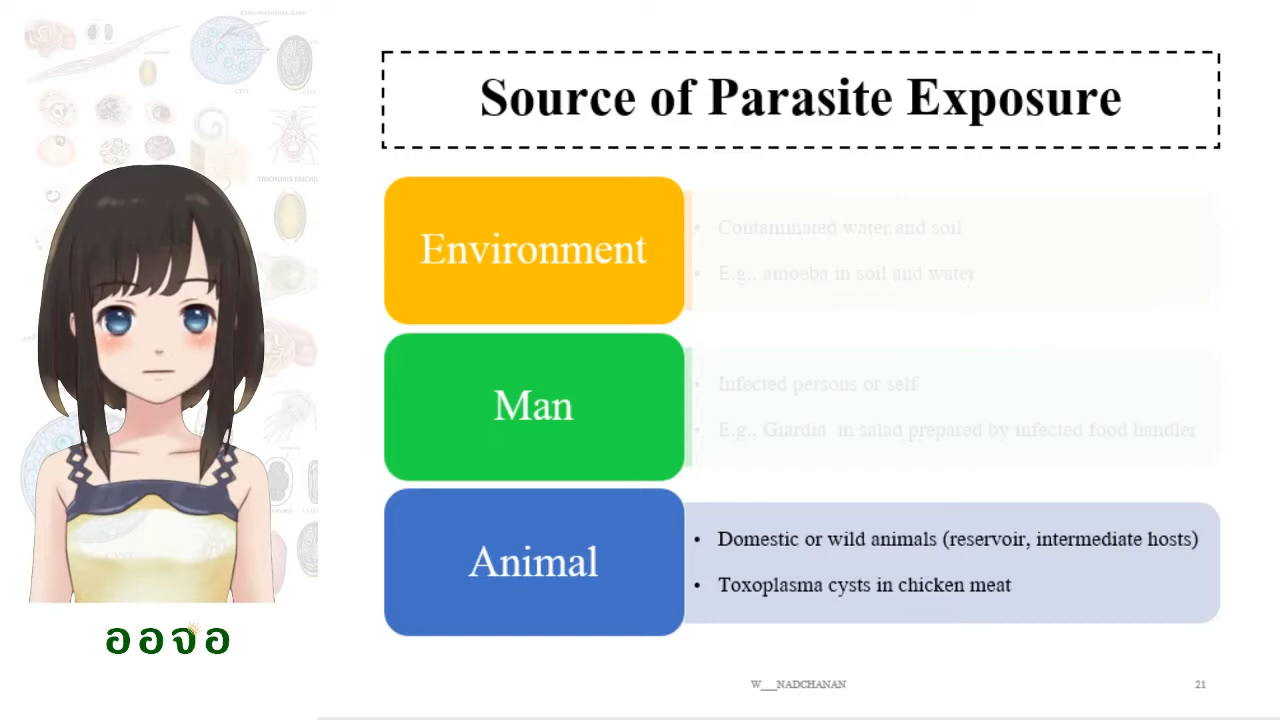 Source of Parasite Exposure
Environment
• Contaminated water and soil
• E.g., amoeba in soil and water
Man
• Infected persons or self
• E.g., Giardia in salad prepared by infected food handler
Animal
• Domestic or wild animals (reservoir, intermediate hosts)
• Toxoplasma cysts in chicken meat
ออจอ
W___NADCHANAN
21